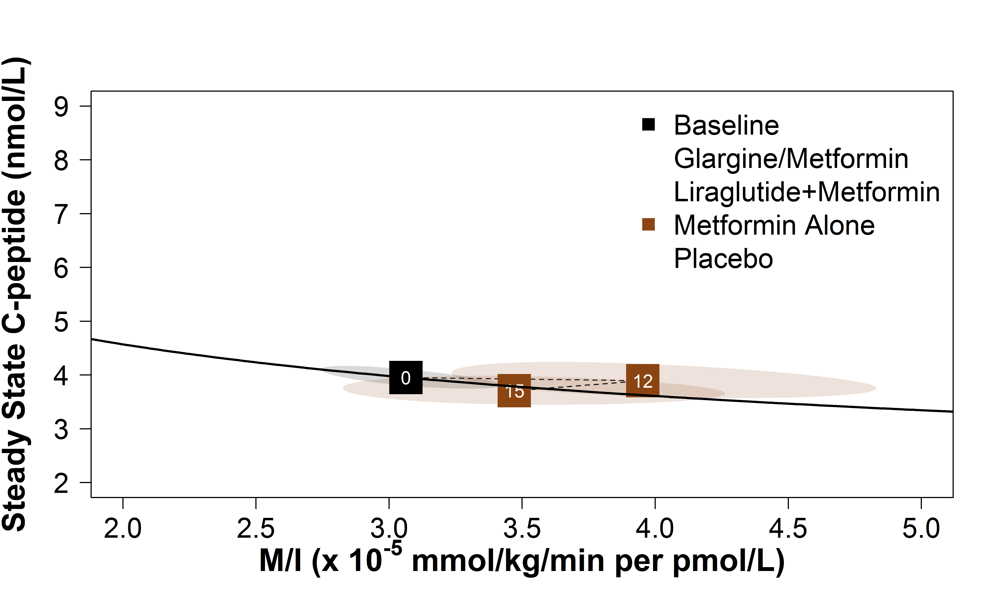 Steady State C-peptide (nmol/L)
9
8
7
6
5
4
3
2
Baseline
Glargine/Metformin
Liraglutide+Metformin
Metformin Alone
Placebo
0
15
12
2.0 2.5 3.0 3.5 4.0 4.5 5.0
M/I (x 10⁻⁵ mmol/kg/min per pmol/L)